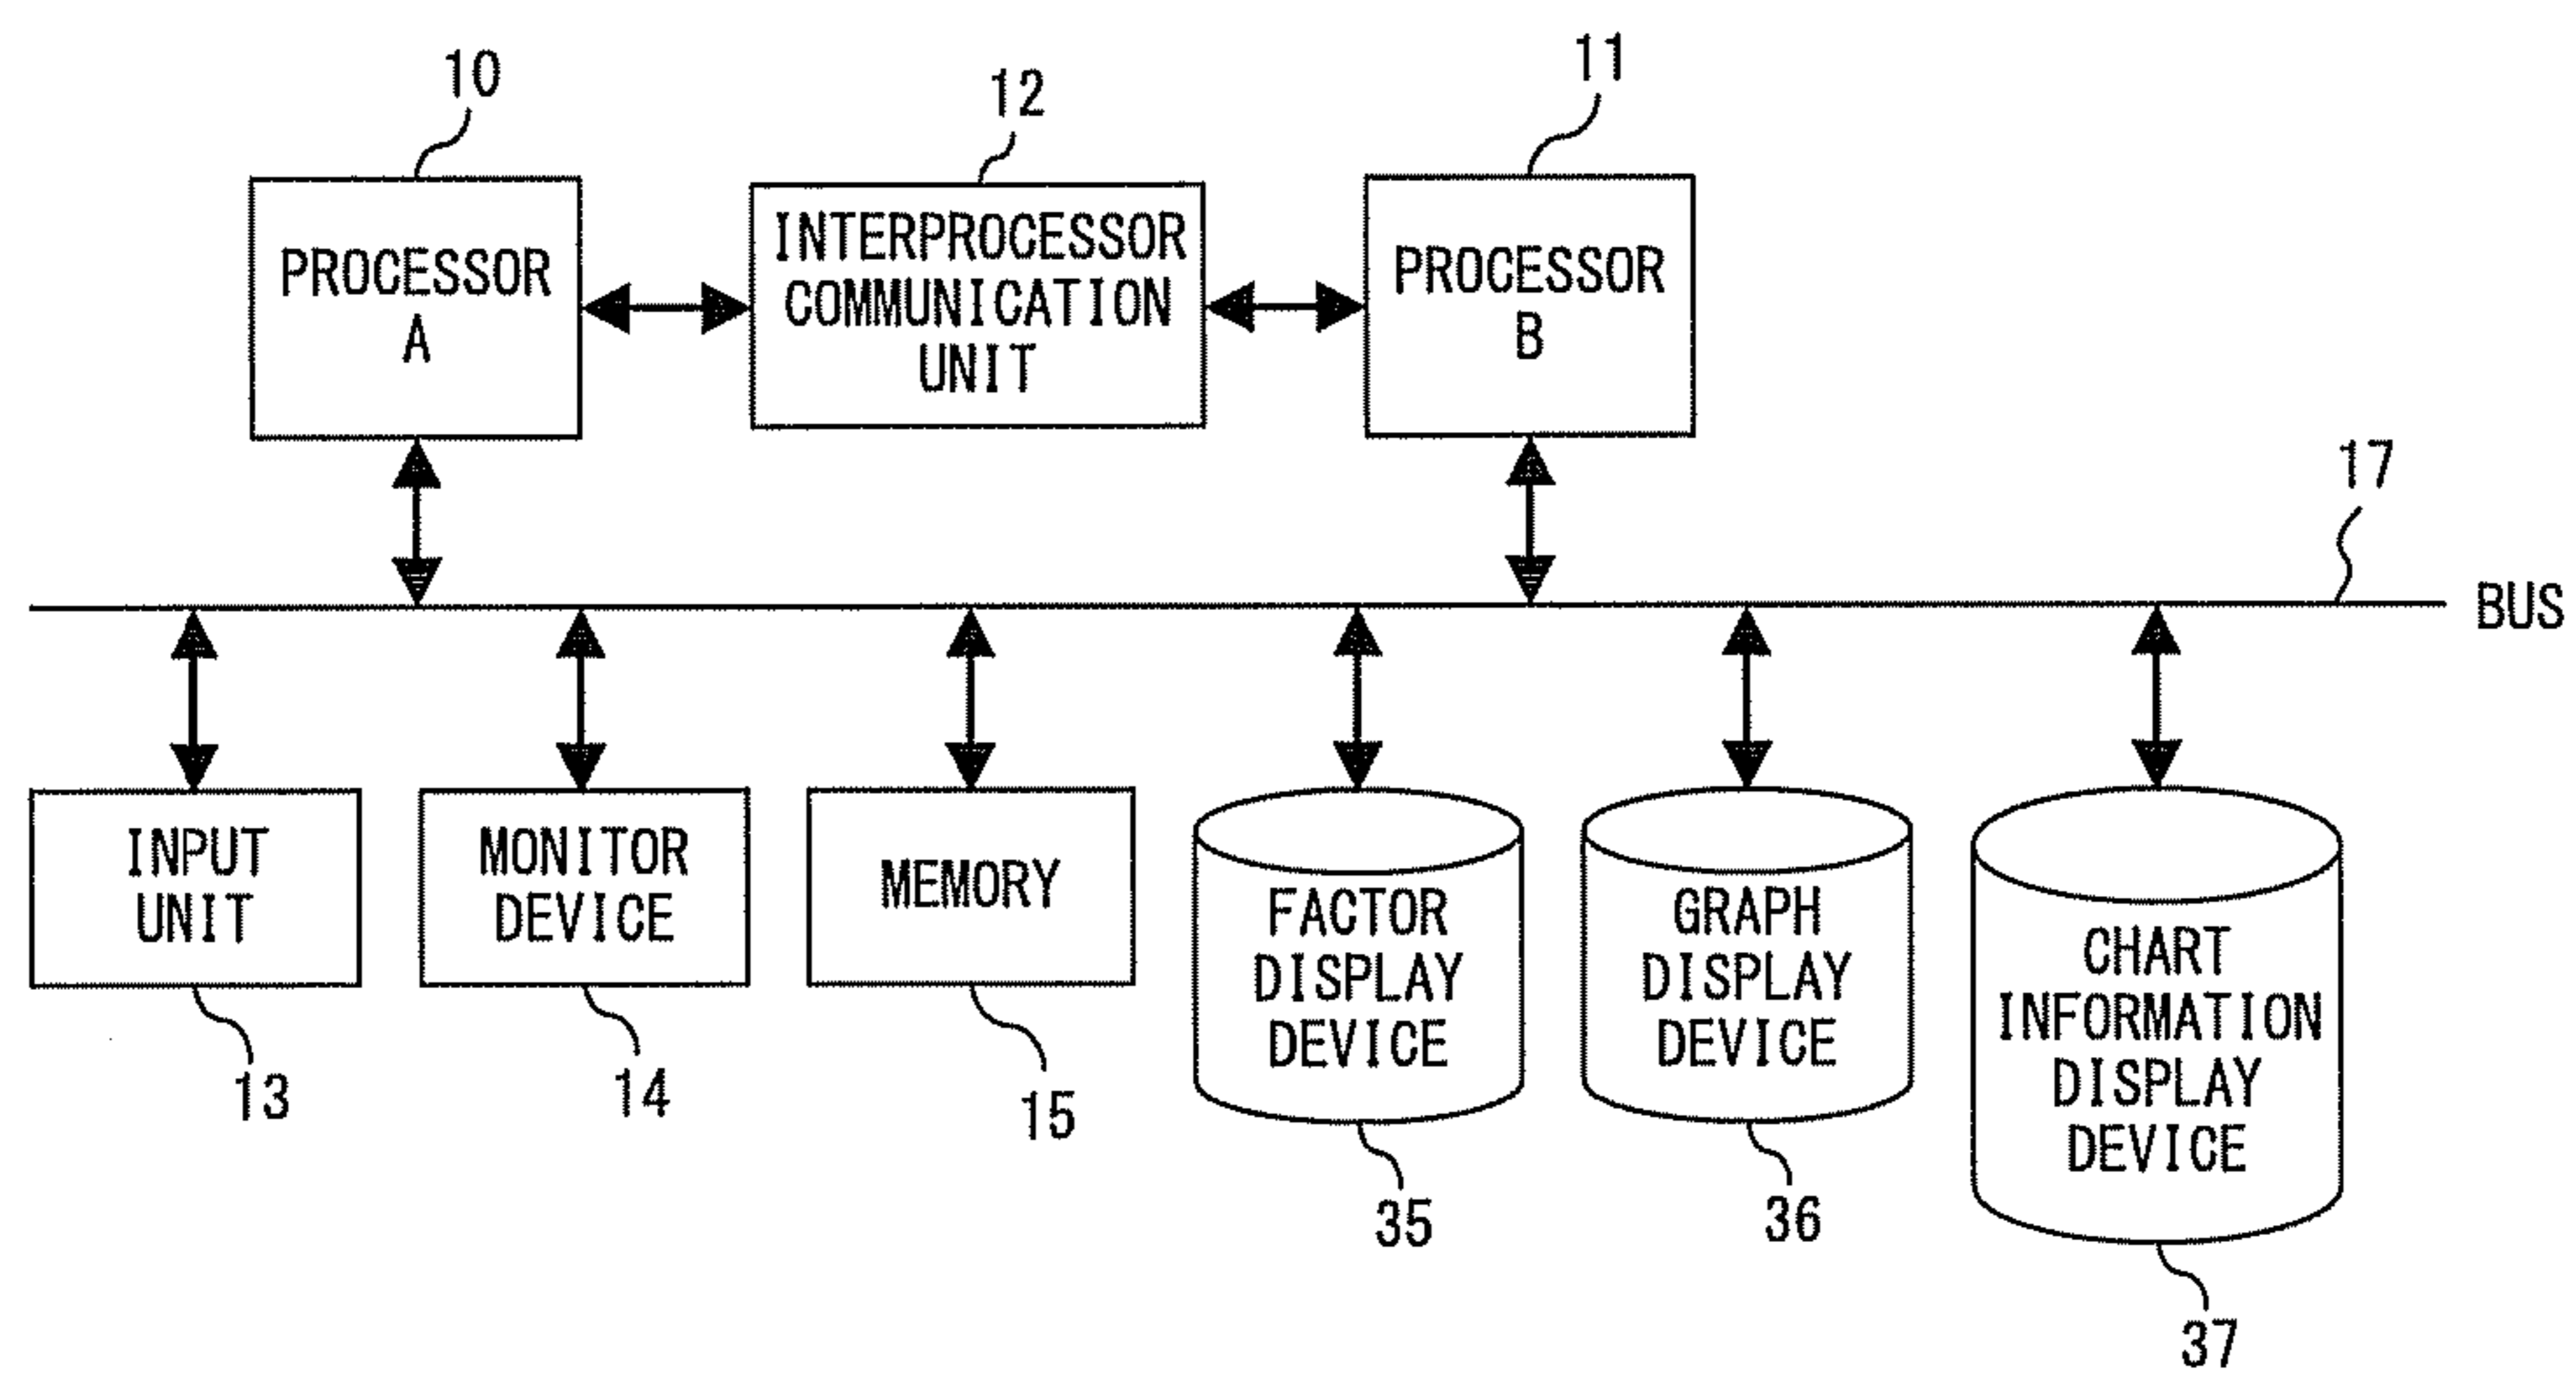 10
12
11
PROCESSOR
A
INTERPROCESSOR
COMMUNICATION
UNIT
PROCESSOR
B
17
BUS
INPUT
UNIT
MONITOR
DEVICE
MEMORY
FACTOR
DISPLAY
DEVICE
GRAPH
DISPLAY
DEVICE
CHART
INFORMATION
DISPLAY
DEVICE
13
14
15
35
36
37